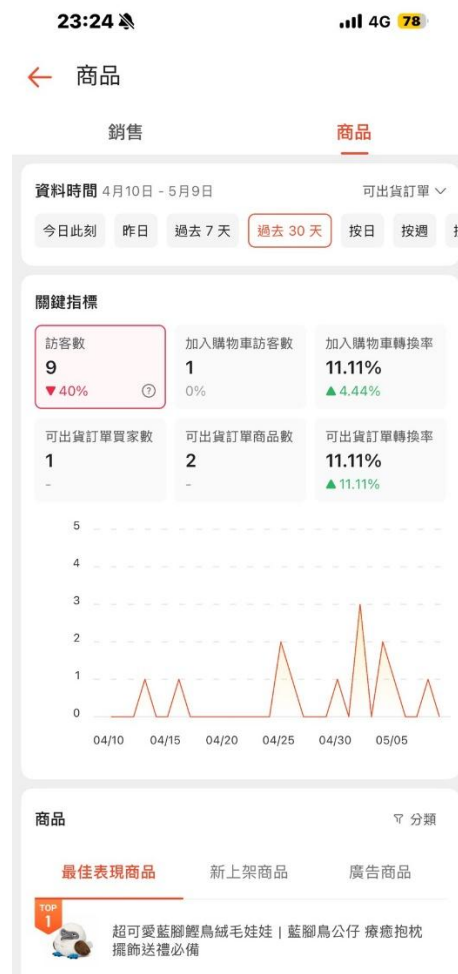 23:24
4G 78
商品
銷售 商品
資料時間 4月10日 - 5月9日 可出貨訂單
今日此刻 昨日 過去 7 天 過去 30 天 按日 按週
關鍵指標
訪客數 加入購物車訪客數 加入購物車轉換率
9 1 11.11%
▼40% ? 0% ▲4.44%
可出貨訂單買家數 可出貨訂單商品數 可出貨訂單轉換率
1 2 11.11%
- - ▲11.11%
5
4
3
2
1
0
04/10 04/15 04/20 04/25 04/30 05/05
商品 分類
最佳表現商品 新上架商品 廣告商品
TOP
1
超可愛藍腳鰹鳥絨毛娃娃 | 藍腳鳥公仔 療癒抱枕
擺飾送禮必備